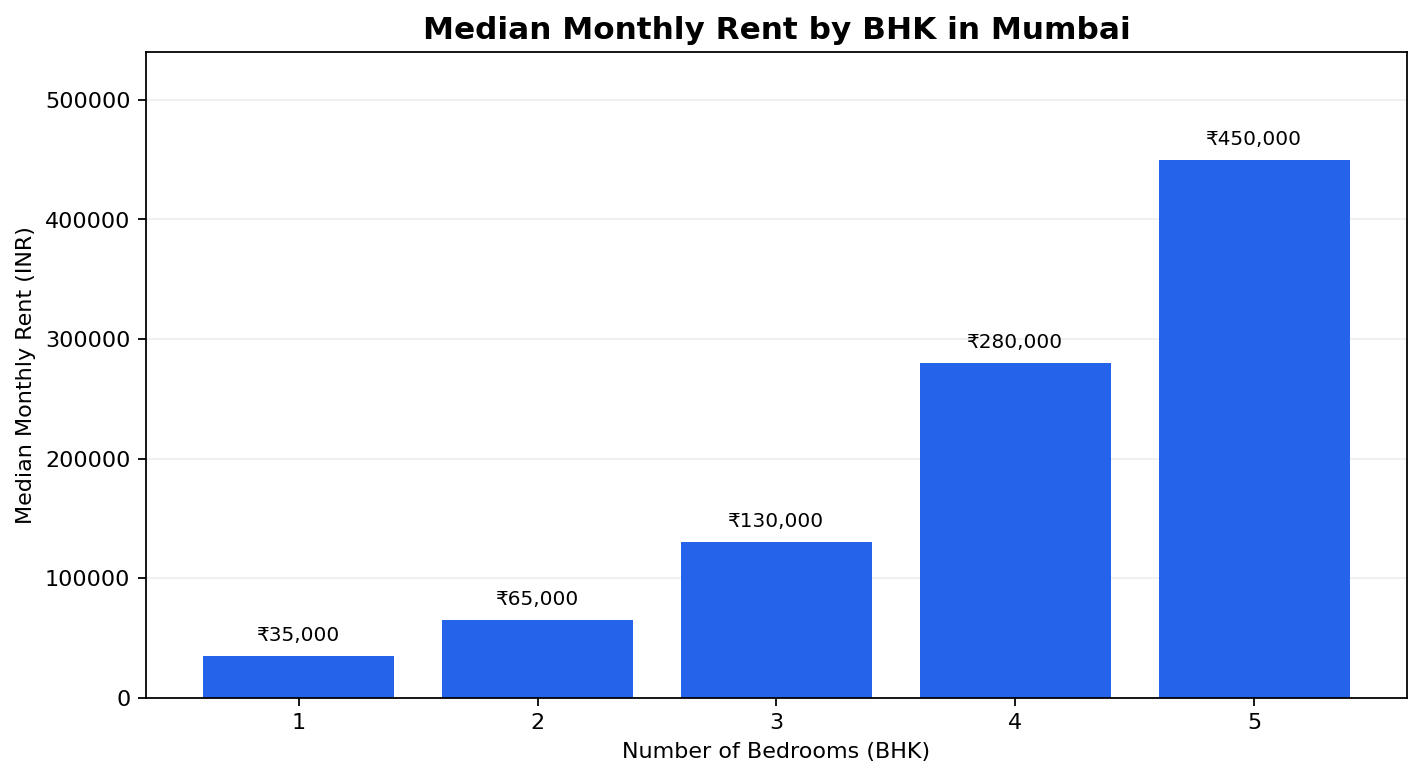 Median Monthly Rent by BHK in Mumbai
Median Monthly Rent (INR)
500000
400000
300000
200000
100000
0
₹35,000
₹65,000
₹130,000
₹280,000
₹450,000
1 2 3 4 5
Number of Bedrooms (BHK)